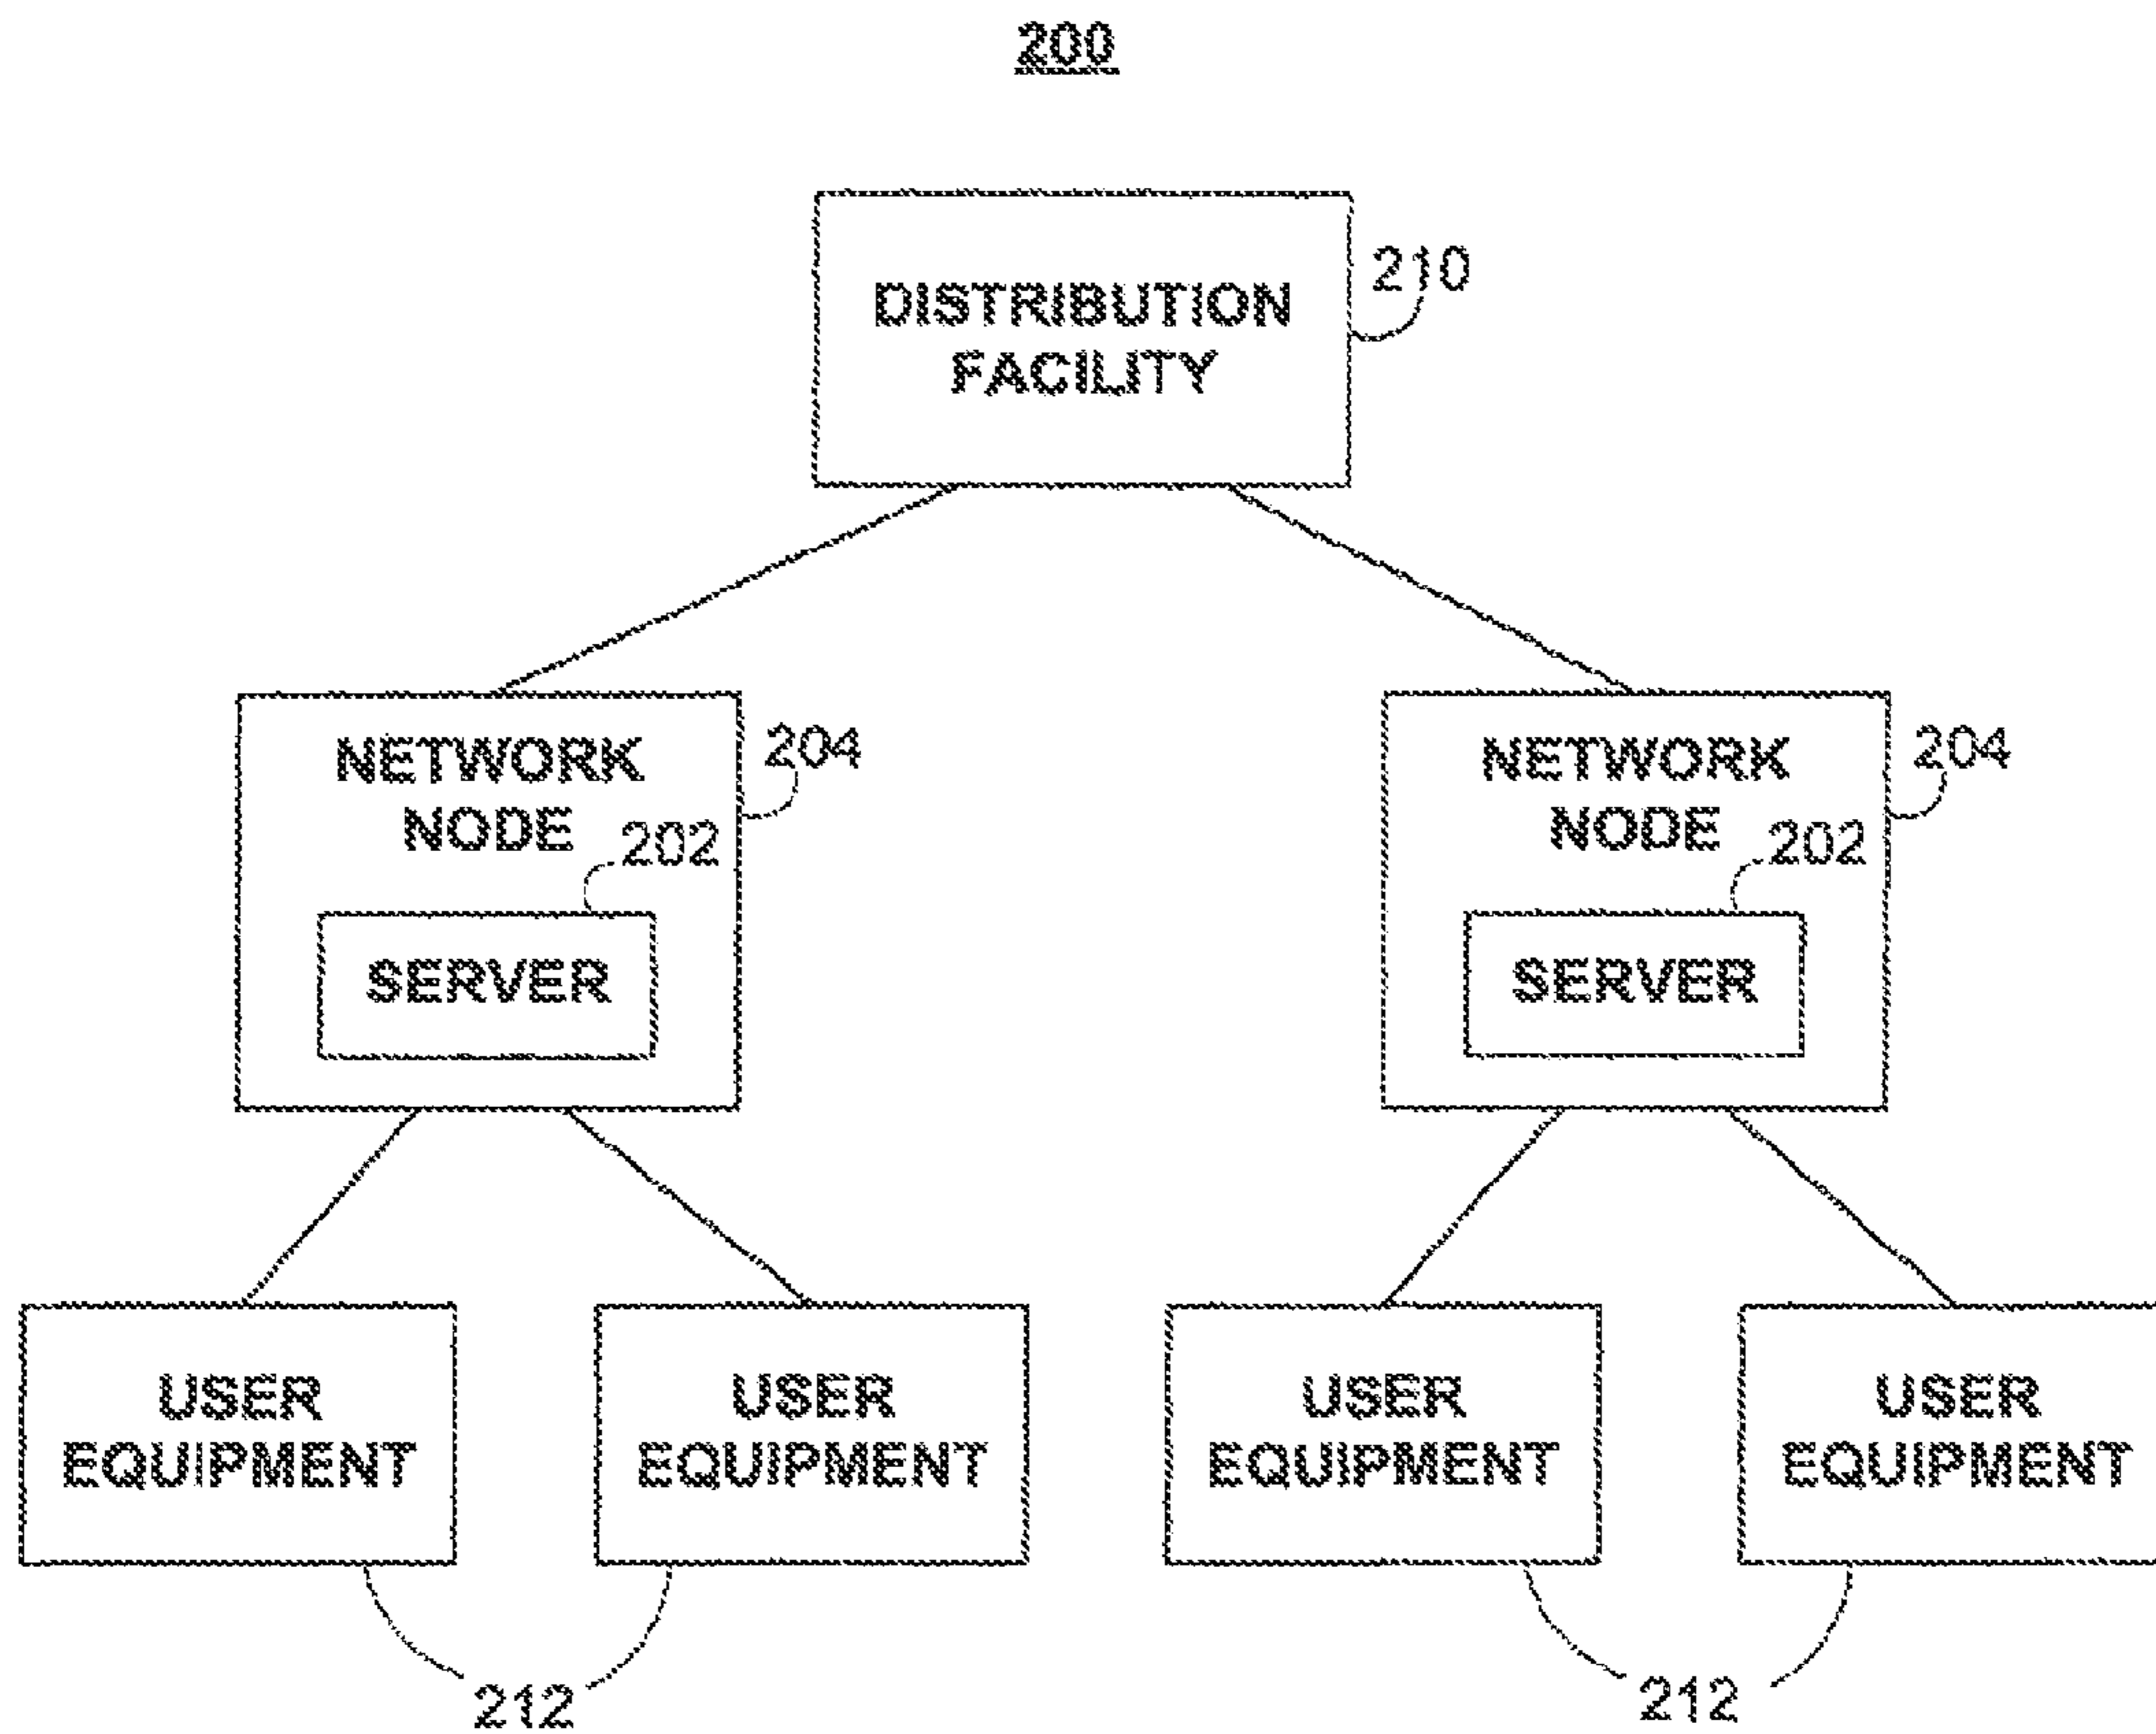 200
DISTRIBUTION
FACILITY
210
NETWORK
NODE
204
202
SERVER
NETWORK
NODE
204
202
SERVER
USER
EQUIPMENT
USER
EQUIPMENT
USER
EQUIPMENT
USER
EQUIPMENT
212
212